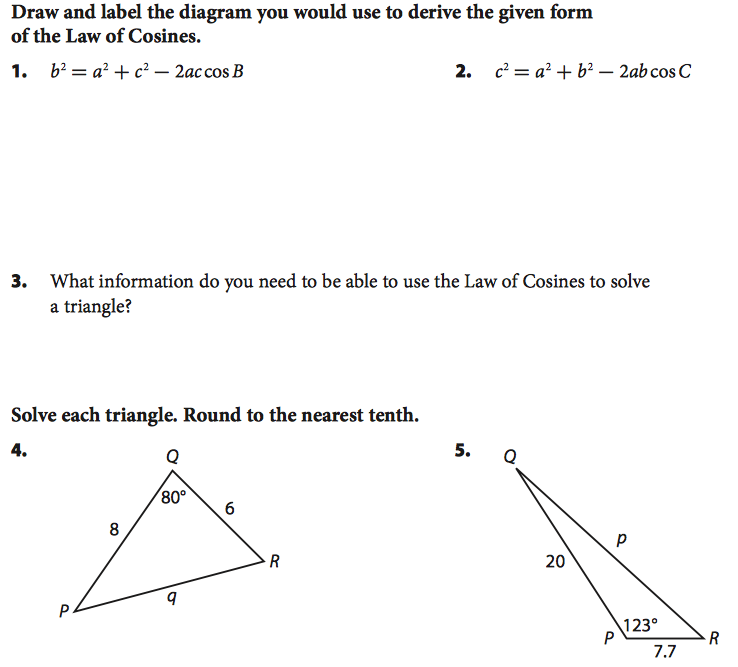 Draw and label the diagram you would use to derive the given form
of the Law of Cosines.
1. b² = a² + c² − 2ac cos B
2. c² = a² + b² − 2ab cos C
3. What information do you need to be able to use the Law of Cosines to solve
a triangle?
Solve each triangle. Round to the nearest tenth.
4.
Q
80°
6
8
R
q
P
5.
Q
p
20
123°
P
R
7.7